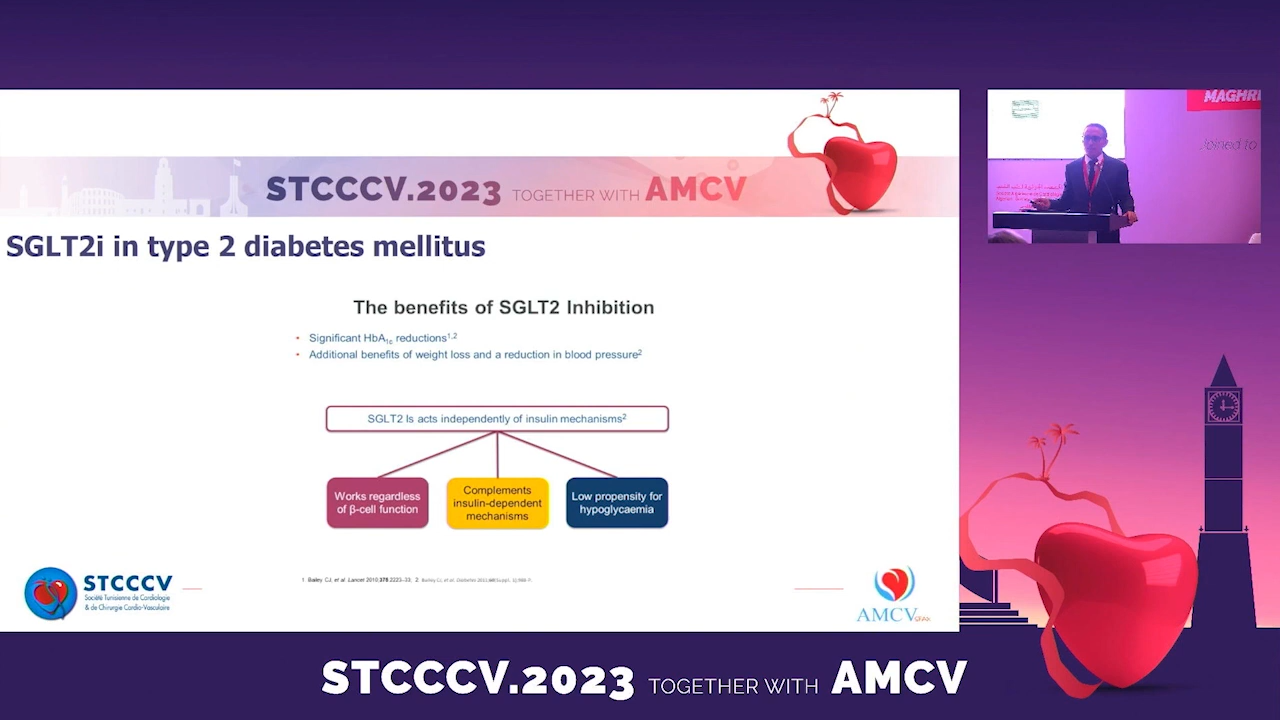 STCCCV.2023 TOGETHER WITH AMCV
SGLT2i in type 2 diabetes mellitus
The benefits of SGLT2 Inhibition
• Significant HbA1c reductions1,2
• Additional benefits of weight loss and a reduction in blood pressure2
SGLT2 Is acts independently of insulin mechanisms2
Works regardless
of β-cell function
Complements
insulin-dependent
mechanisms
Low propensity for
hypoglycaemia
1 Bailey CJ, et al. Lancet 2010;375:2223–33; 2
STCCCV
Société Tunisienne de Cardiologie
& de Chirurgie Cardio-Vasculaire
AMCV
MAGHR
Joined to
STCCCV.2023 TOGETHER WITH AMCV